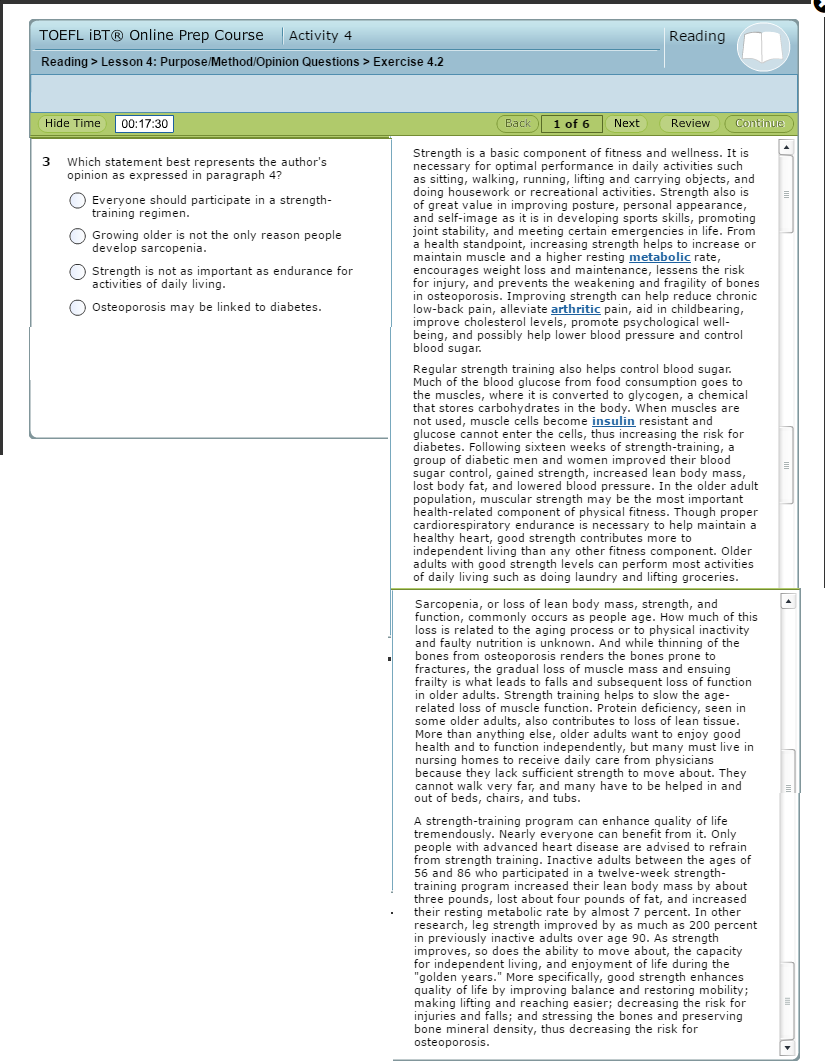 TOEFL iBT® Online Prep Course
Activity 4
Reading
Reading > Lesson 4: Purpose/Method/Opinion Questions > Exercise 4.2
Hide Time
00:17:30
Back
1 of 6
Next
Review
Continue
3 Which statement best represents the author's
opinion as expressed in paragraph 4?
Everyone should participate in a strength-
training regimen.
Growing older is not the only reason people
develop sarcopenia.
Strength is not as important as endurance for
activities of daily living.
Osteoporosis may be linked to diabetes.
Strength is a basic component of fitness and wellness. It is
necessary for optimal performance in daily activities such
as sitting, walking, running, lifting and carrying objects, and
doing housework or recreational activities. Strength also is
of great value in improving posture, personal appearance,
and self-image as it is in developing sports skills, promoting
joint stability, and meeting certain emergencies in life. From
a health standpoint, increasing strength helps to increase or
maintain muscle and a higher resting metabolic rate,
encourages weight loss and maintenance, lessens the risk
for injury, and prevents the weakening and fragility of bones
in osteoporosis. Improving strength can help reduce chronic
low-back pain, alleviate arthritic pain, aid in childbearing,
improve cholesterol levels, promote psychological well-
being, and possibly help lower blood pressure and control
blood sugar.
Regular strength training also helps control blood sugar.
Much of the blood glucose from food consumption goes to
the muscles, where it is converted to glycogen, a chemical
that stores carbohydrates in the body. When muscles are
not used, muscle cells become insulin resistant and
glucose cannot enter the cells, thus increasing the risk for
diabetes. Following sixteen weeks of strength-training, a
group of diabetic men and women improved their blood
sugar control, gained strength, increased lean body mass,
lost body fat, and lowered blood pressure. In the older adult
population, muscular strength may be the most important
health-related component of physical fitness. Though proper
cardiorespiratory endurance is necessary to help maintain a
healthy heart, good strength contributes more to
independent living than any other fitness component. Older
adults with good strength levels can perform most activities
of daily living such as doing laundry and lifting groceries.
Sarcopenia, or loss of lean body mass, strength, and
function, commonly occurs as people age. How much of this
loss is related to the aging process or to physical inactivity
and faulty nutrition is unknown. And while thinning of the
bones from osteoporosis renders the bones prone to
fractures, the gradual loss of muscle mass and ensuing
frailty is what leads to falls and subsequent loss of function
in older adults. Strength training helps to slow the age-
related loss of muscle function. Protein deficiency, seen in
some older adults, also contributes to loss of lean tissue.
More than anything else, older adults want to enjoy good
health and to function independently, but many must live in
nursing homes to receive daily care from physicians
because they lack sufficient strength to move about. They
cannot walk very far, and many have to be helped in and
out of beds, chairs, and tubs.
A strength-training program can enhance quality of life
tremendously. Nearly everyone can benefit from it. Only
people with advanced heart disease are advised to refrain
from strength training. Inactive adults between the ages of
56 and 86 who participated in a twelve-week strength-
training program increased their lean body mass by about
three pounds, lost about four pounds of fat, and increased
their resting metabolic rate by almost 7 percent. In other
research, leg strength improved by as much as 200 percent
in previously inactive adults over age 90. As strength
improves, so does the ability to move about, the capacity
for independent living, and enjoyment of life during the
"golden years." More specifically, good strength enhances
quality of life by improving balance and restoring mobility;
making lifting and reaching easier; decreasing the risk for
injuries and falls; and stressing the bones and preserving
bone mineral density, thus decreasing the risk for
osteoporosis.